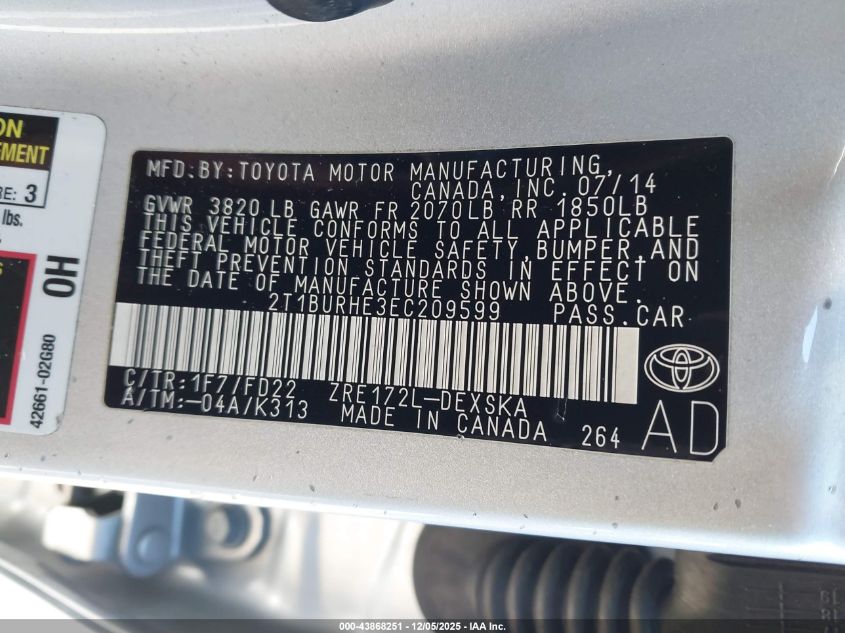 ON
EMENT
RE: 3
lbs.
OH
42661-02G80
MFD.BY:TOYOTA MOTOR MANUFACTURING,
CANADA, INC. 07/14
GVWR 3820 LB GAWR FR 2070LB RR 1850LB
THIS VEHICLE CONFORMS TO ALL APPLICABLE
FEDERAL MOTOR VEHICLE SAFETY,BUMPER,AND
THEFT PREVENTION STANDARDS IN EFFECT ON
THE DATE OF MANUFACTURE SHOWN ABOVE.
2T1BURHE3EC209599 PASS.CAR
C/TR:1F7/FD22 ZRE172L-DEXSKA
A/TM:-04A/K313 MADE IN CANADA 264
AD
000-43868251 - 12/05/2025 - IAA Inc.